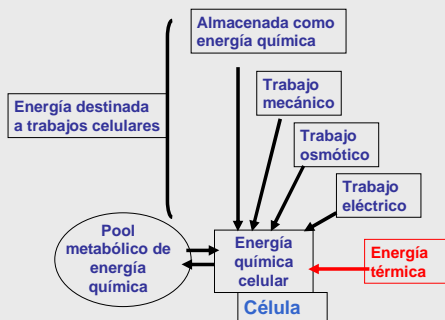 Almacenada como
energía química
Trabajo
mecánico
Energía destinada
a trabajos celulares
Trabajo
osmótico
Trabajo
eléctrico
Pool
metabólico de
energía
química
Energía
química
celular
Energía
térmica
Célula